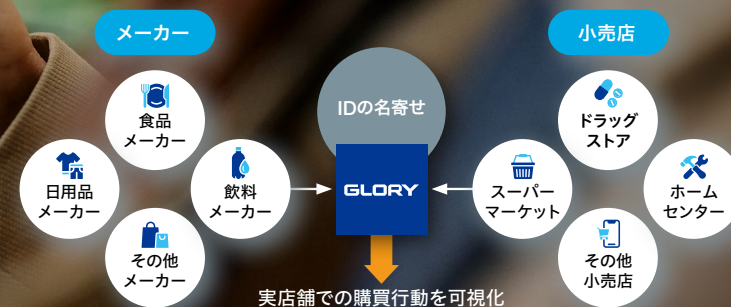 メーカー
小売店
食品
メーカー
日用品
メーカー
飲料
メーカー
その他
メーカー
IDの名寄せ
GLORY
ドラッグ
ストア
スーパー
マーケット
ホーム
センター
その他
小売店
実店舗での購買行動を可視化